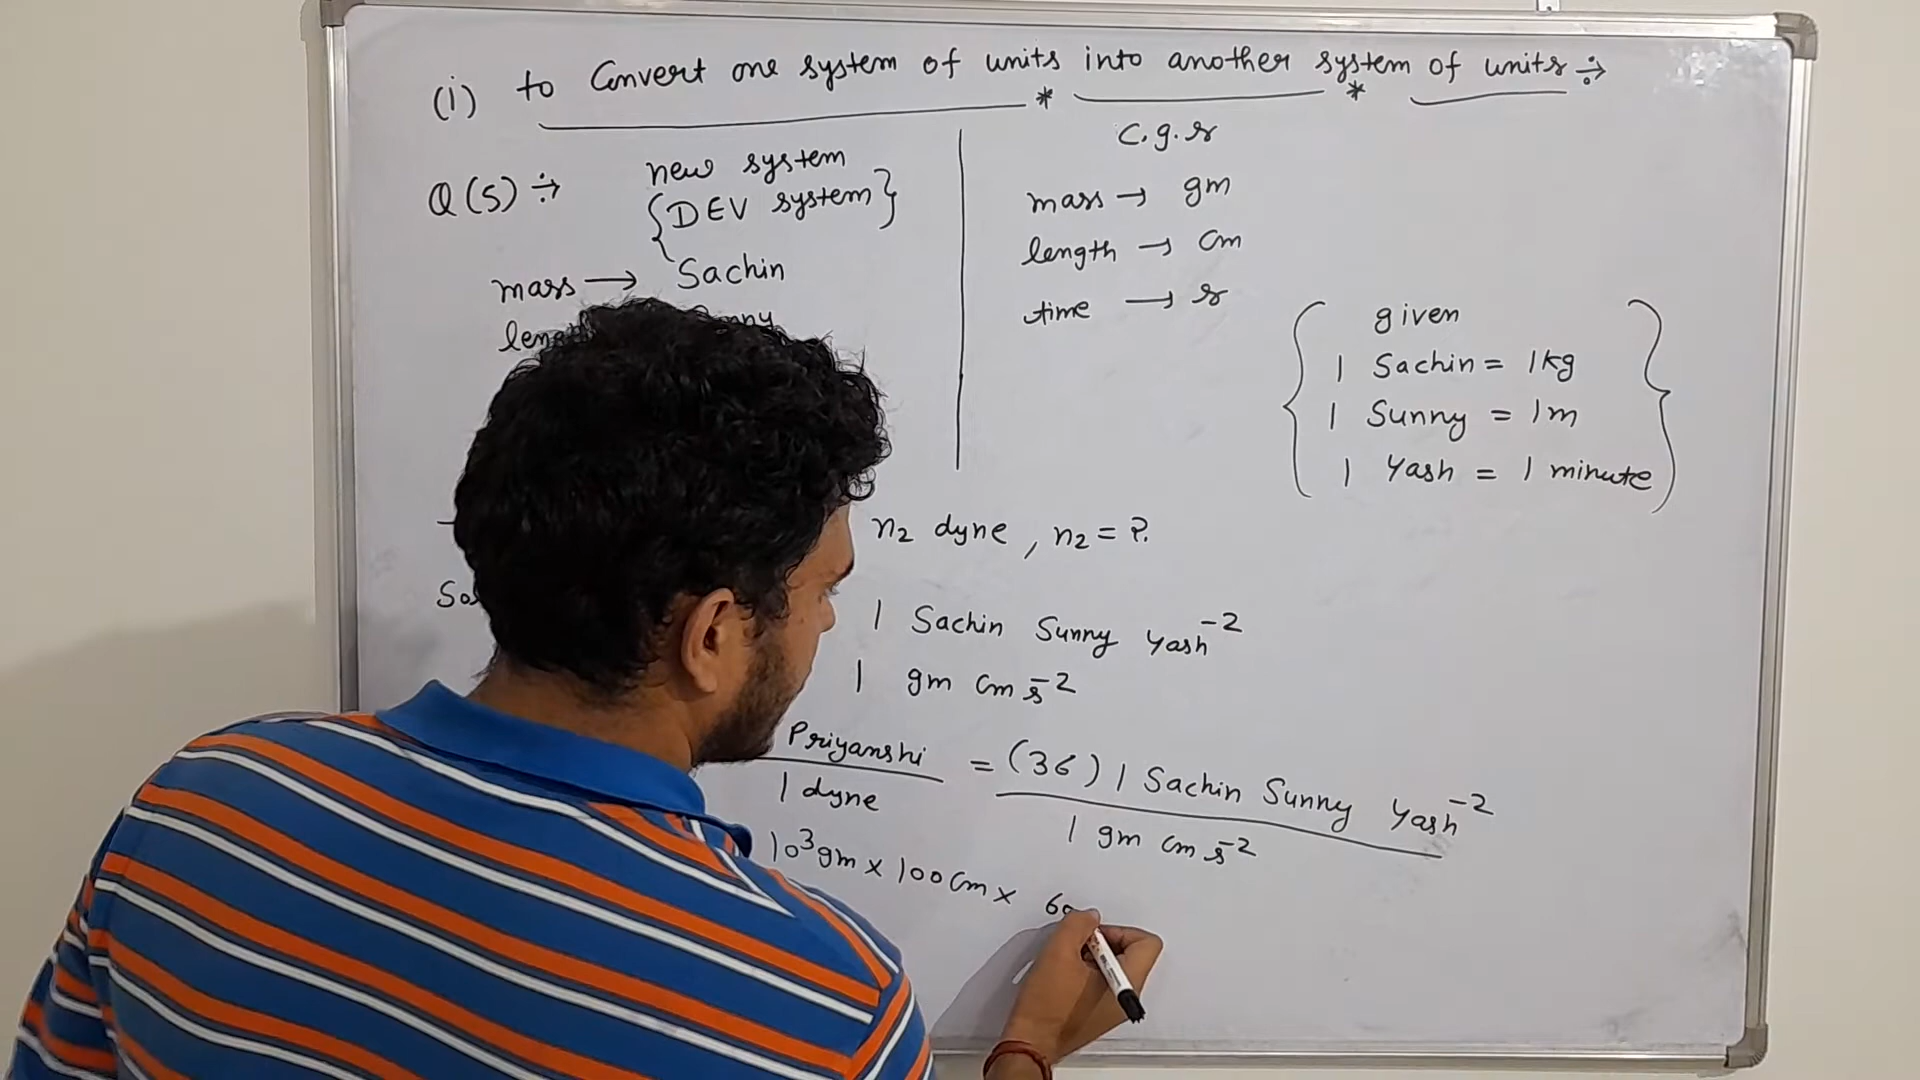 (i) to Convert one system of units into another system of units ÷
* *
Q(5) ÷ new system
{DEV system}
mass → Sachin
C.g.s
mass → gm
length → cm
time → s
given
1 Sachin = 1kg
1 Sunny = 1m
1 Yash = 1 minute
n₂ dyne , n₂ = ?
1 Sachin Sunny Yash⁻²
1 gm cm s⁻²
Priyanshi = (36) 1 Sachin Sunny Yash⁻²
1 dyne 1 gm cm s⁻²
10³gm × 100cm ×